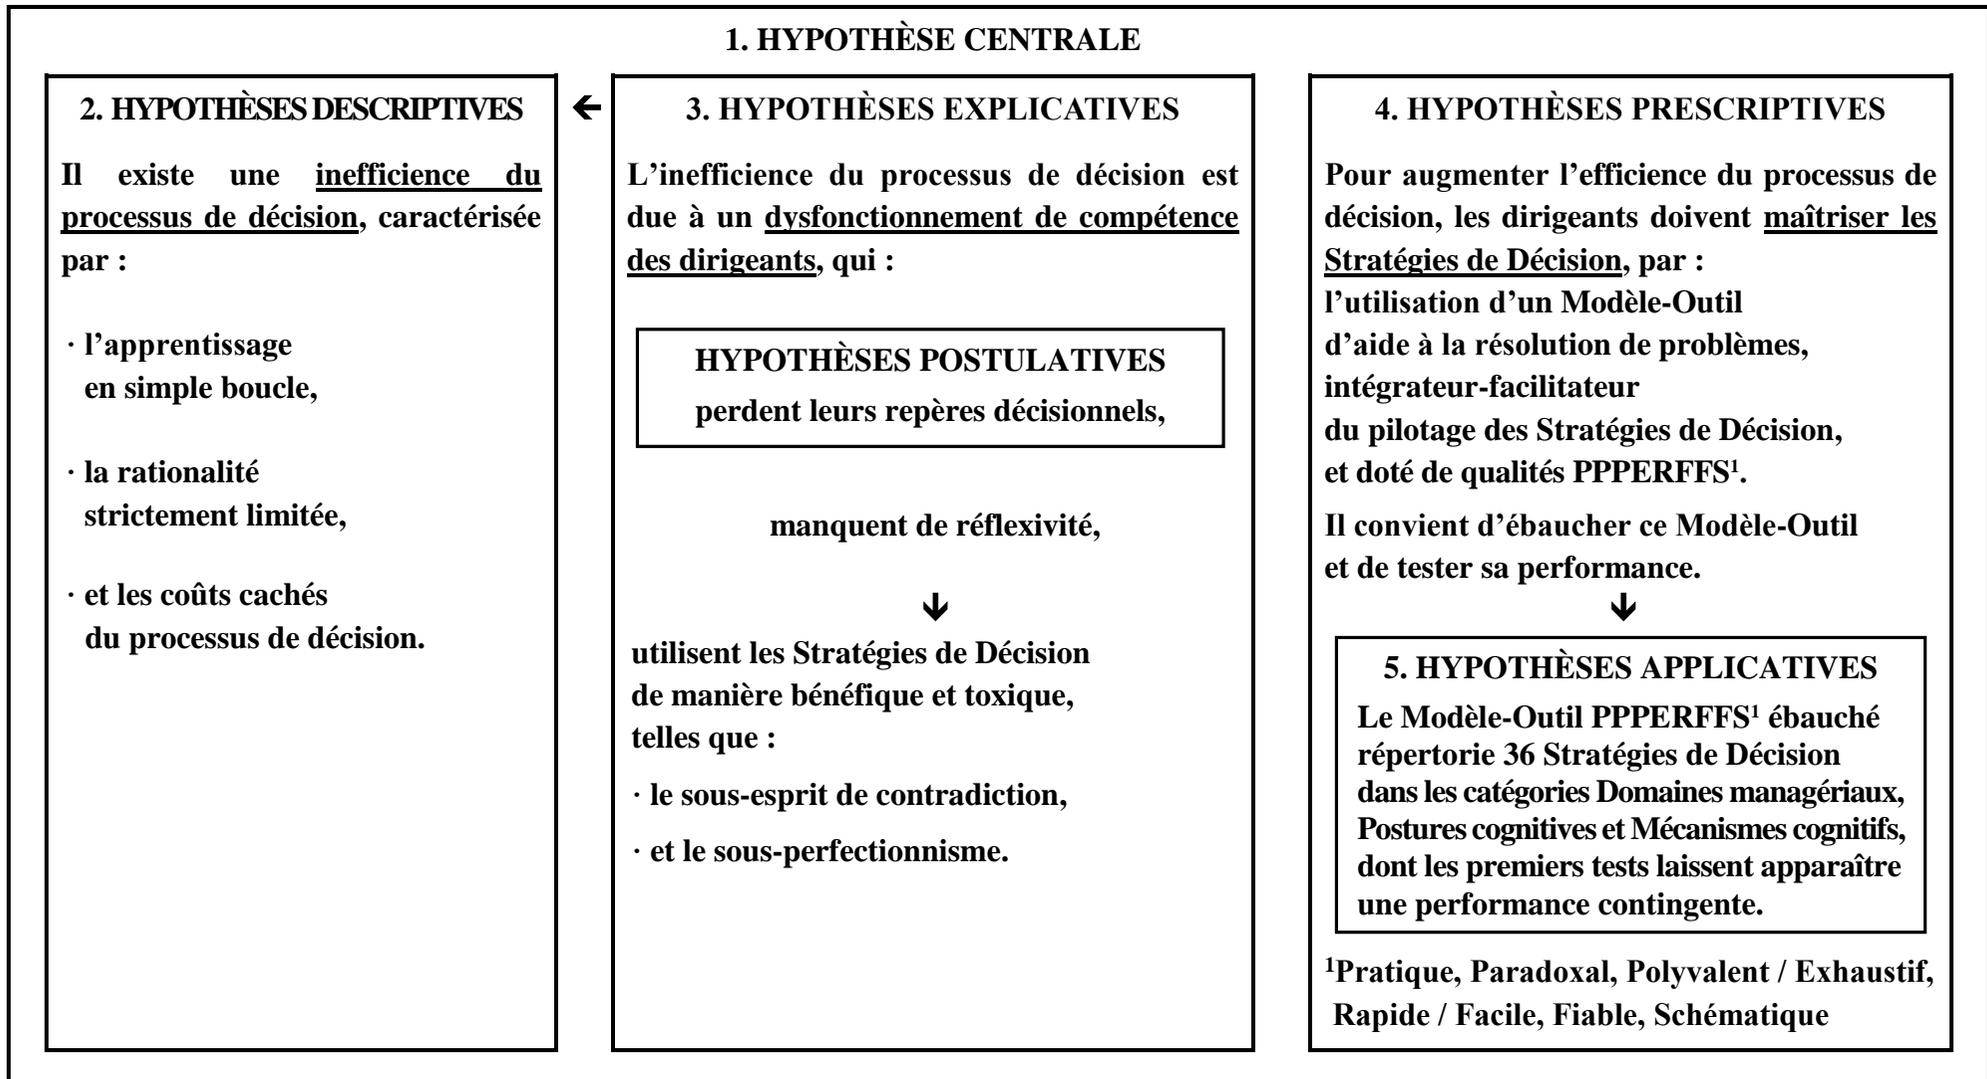 1. HYPOTHÈSE CENTRALE
2. HYPOTHÈSES DESCRIPTIVES
Il existe une inefficience du
processus de décision, caractérisée
par :
· l’apprentissage
en simple boucle,
· la rationalité
strictement limitée,
· et les coûts cachés
du processus de décision.
←
3. HYPOTHÈSES EXPLICATIVES
L’inefficience du processus de décision est
due à un dysfonctionnement de compétence
des dirigeants, qui :
HYPOTHÈSES POSTULATIVES
perdent leurs repères décisionnels,
manquent de réflexivité,
↓
utilisent les Stratégies de Décision
de manière bénéfique et toxique,
telles que :
· le sous-esprit de contradiction,
· et le sous-perfectionnisme.
4. HYPOTHÈSES PRESCRIPTIVES
Pour augmenter l’efficience du processus de
décision, les dirigeants doivent maîtriser les
Stratégies de Décision, par :
l’utilisation d’un Modèle-Outil
d’aide à la résolution de problèmes,
intégrateur-facilitateur
du pilotage des Stratégies de Décision,
et doté de qualités PPPERFFS¹.
Il convient d’ébaucher ce Modèle-Outil
et de tester sa performance.
↓
5. HYPOTHÈSES APPLICATIVES
Le Modèle-Outil PPPERFFS¹ ébauché
répertorie 36 Stratégies de Décision
dans les catégories Domaines managériaux,
Postures cognitives et Mécanismes cognitifs,
dont les premiers tests laissent apparaître
une performance contingente.
¹Pratique, Paradoxal, Polyvalent / Exhaustif,
Rapide / Facile, Fiable, Schématique